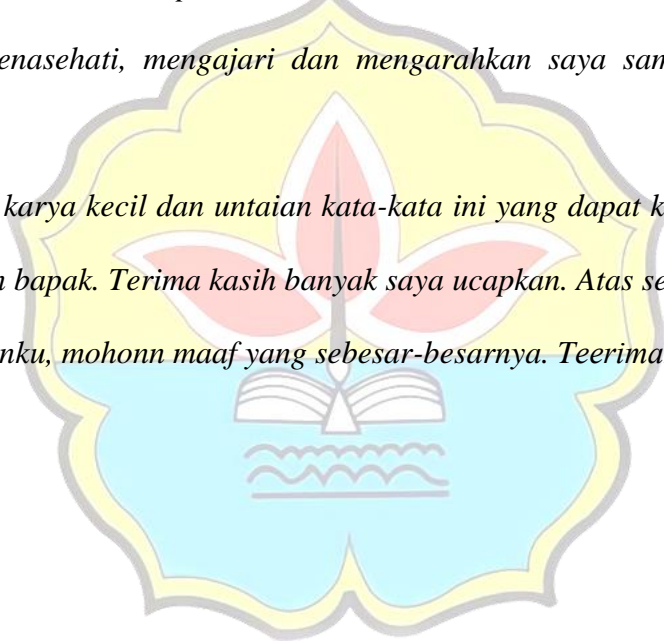 enasehati, mengajari dan mengarahkan saya sam
karya kecil dan untaian kata-kata ini yang dapat k
bapak. Terima kasih banyak saya ucapkan. Atas se
nku, mohonn maaf yang sebesar-besarnya. Teerima